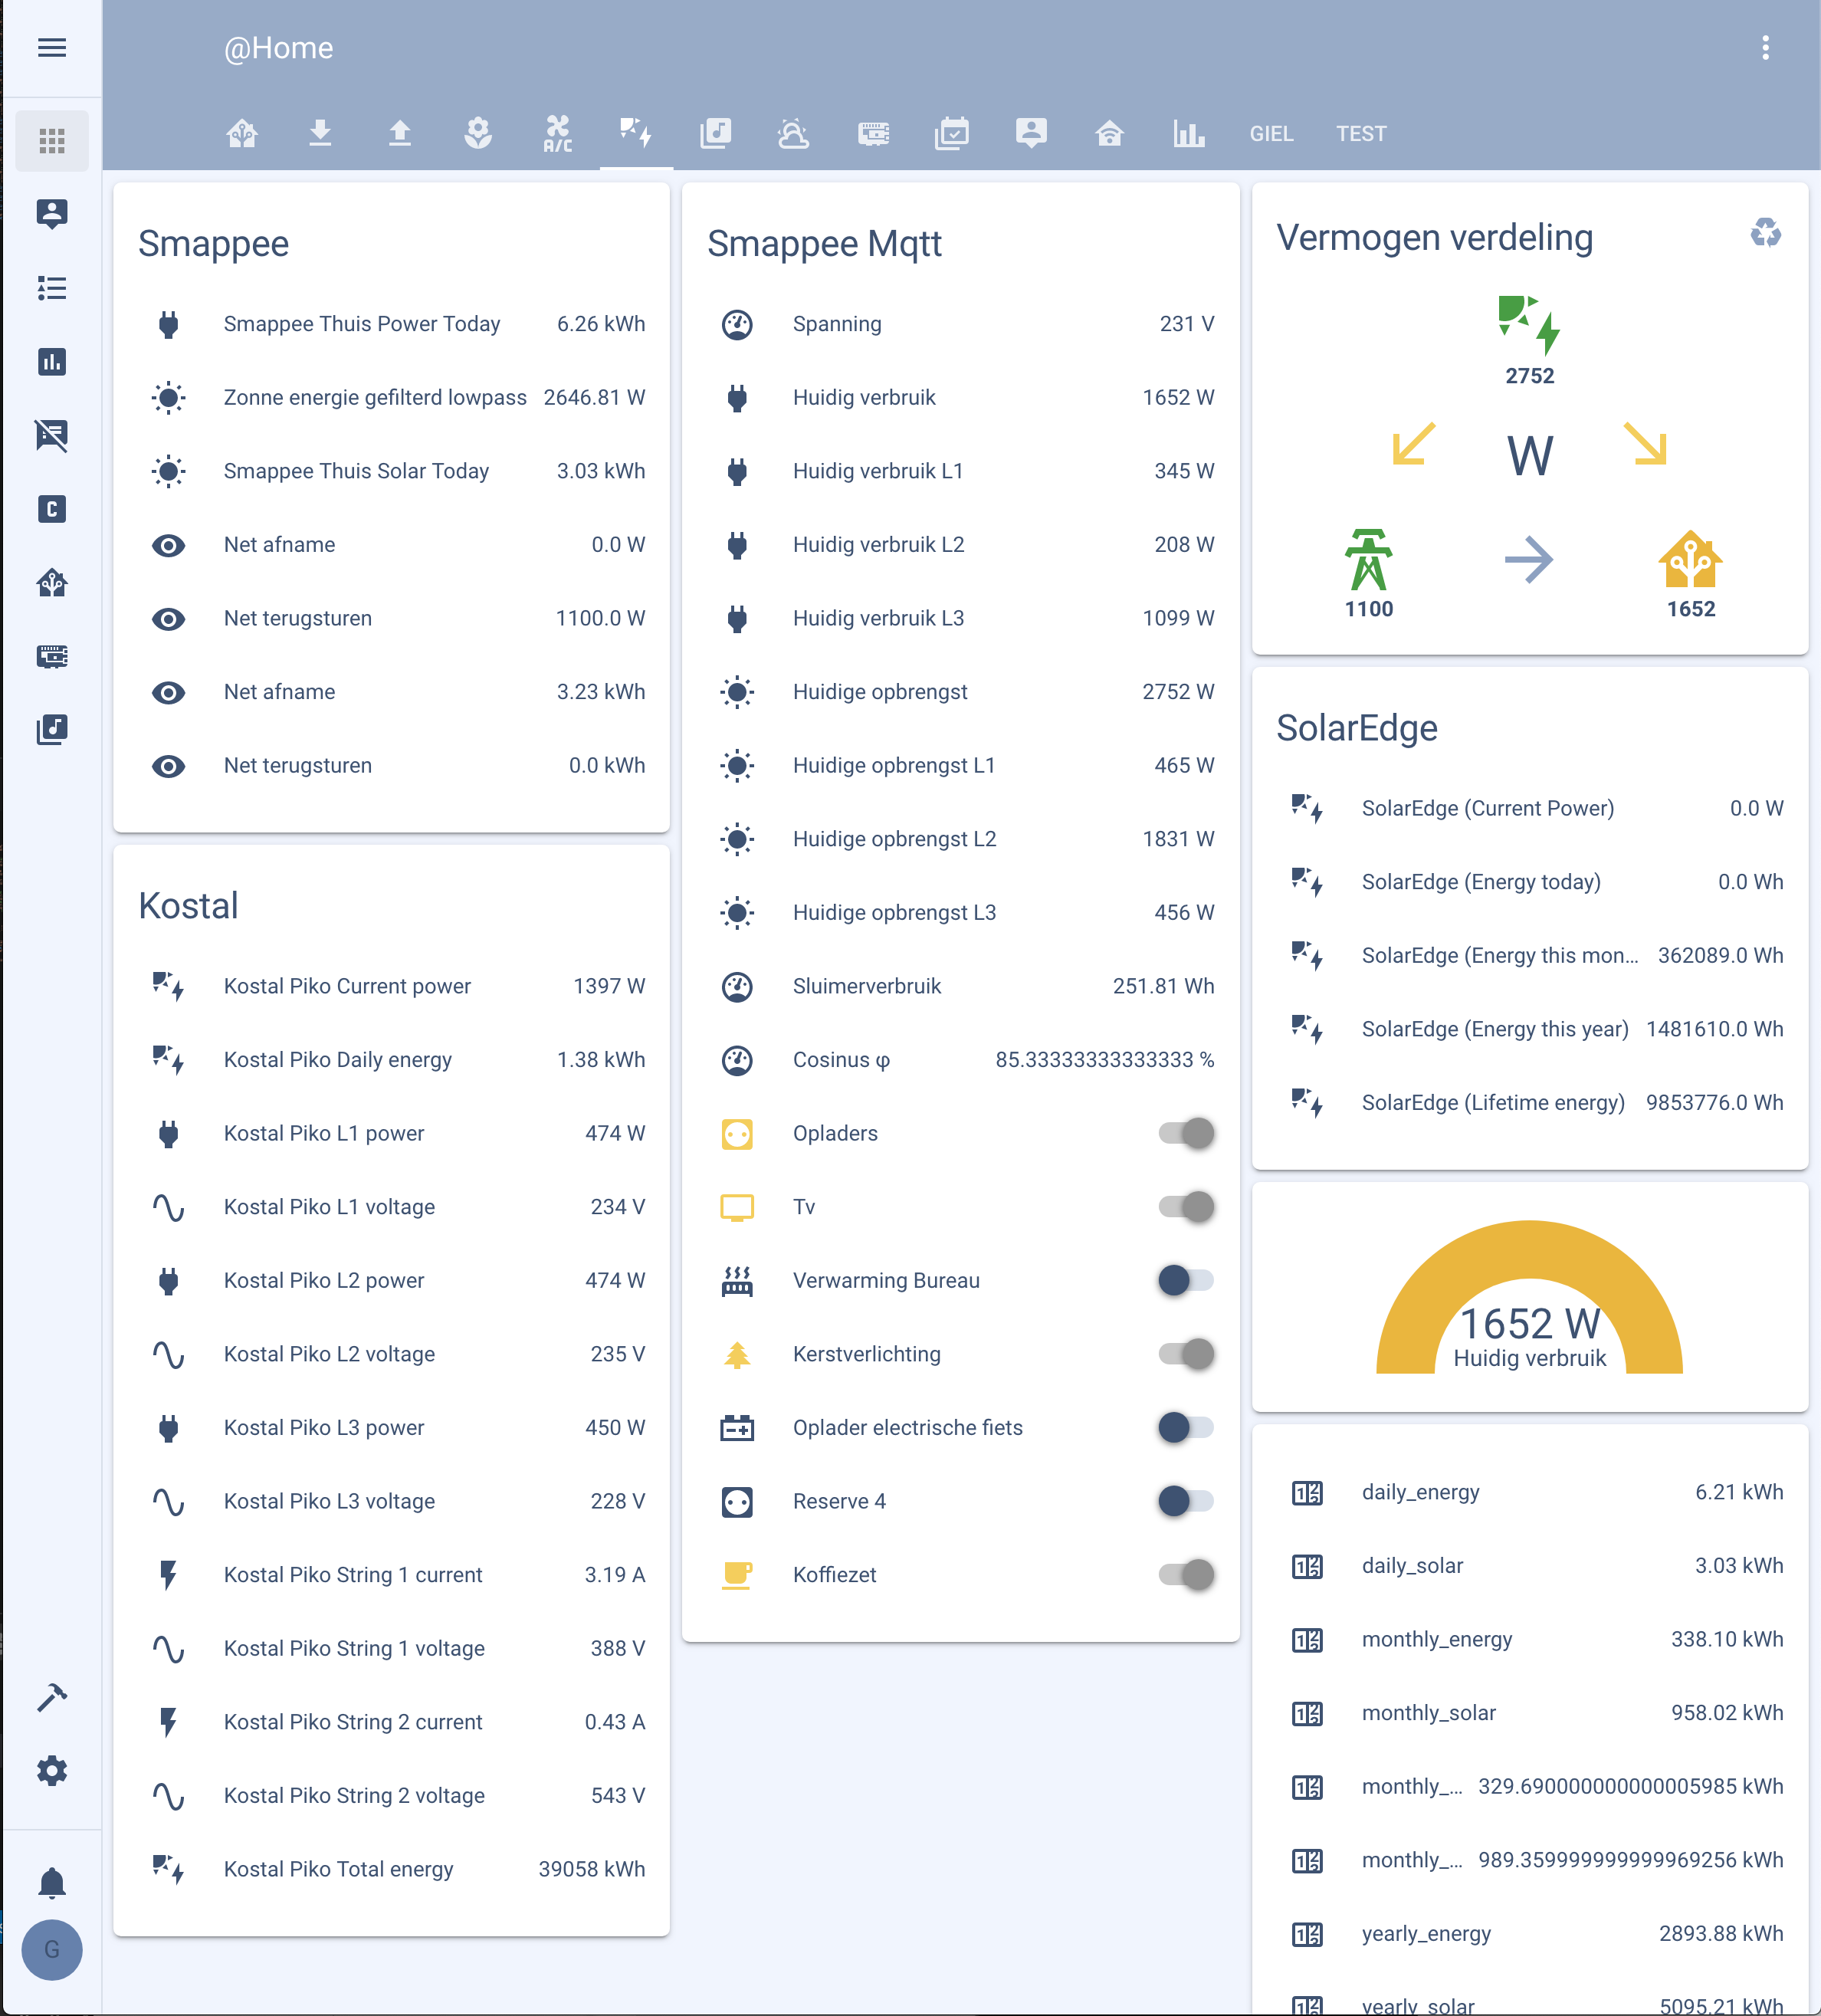 @Home
A/C
GIEL
TEST
Smappee
Smappee Thuis Power Today 6.26 kWh
Zonne energie gefilterd lowpass 2646.81 W
Smappee Thuis Solar Today 3.03 kWh
Net afname 0.0 W
Net terugsturen 1100.0 W
Net afname 3.23 kWh
Net terugsturen 0.0 kWh
Kostal
Kostal Piko Current power 1397 W
Kostal Piko Daily energy 1.38 kWh
Kostal Piko L1 power 474 W
Kostal Piko L1 voltage 234 V
Kostal Piko L2 power 474 W
Kostal Piko L2 voltage 235 V
Kostal Piko L3 power 450 W
Kostal Piko L3 voltage 228 V
Kostal Piko String 1 current 3.19 A
Kostal Piko String 1 voltage 388 V
Kostal Piko String 2 current 0.43 A
Kostal Piko String 2 voltage 543 V
Kostal Piko Total energy 39058 kWh
Smappee Mqtt
Spanning 231 V
Huidig verbruik 1652 W
Huidig verbruik L1 345 W
Huidig verbruik L2 208 W
Huidig verbruik L3 1099 W
Huidige opbrengst 2752 W
Huidige opbrengst L1 465 W
Huidige opbrengst L2 1831 W
Huidige opbrengst L3 456 W
Sluimerverbruik 251.81 Wh
Cosinus φ 85.33333333333333 %
Opladers
Tv
Verwarming Bureau
Kerstverlichting
Oplader electrische fiets
Reserve 4
Koffiezet
Vermogen verdeling
2752
W
1100
1652
SolarEdge
SolarEdge (Current Power) 0.0 W
SolarEdge (Energy today) 0.0 Wh
SolarEdge (Energy this mon... 362089.0 Wh
SolarEdge (Energy this year) 1481610.0 Wh
SolarEdge (Lifetime energy) 9853776.0 Wh
1652 W
Huidig verbruik
daily_energy 6.21 kWh
daily_solar 3.03 kWh
monthly_energy 338.10 kWh
monthly_solar 958.02 kWh
monthly_... 329.690000000000005985 kWh
monthly_... 989.359999999999969256 kWh
yearly_energy 2893.88 kWh
yearly_solar 5095.21 kWh
C
G